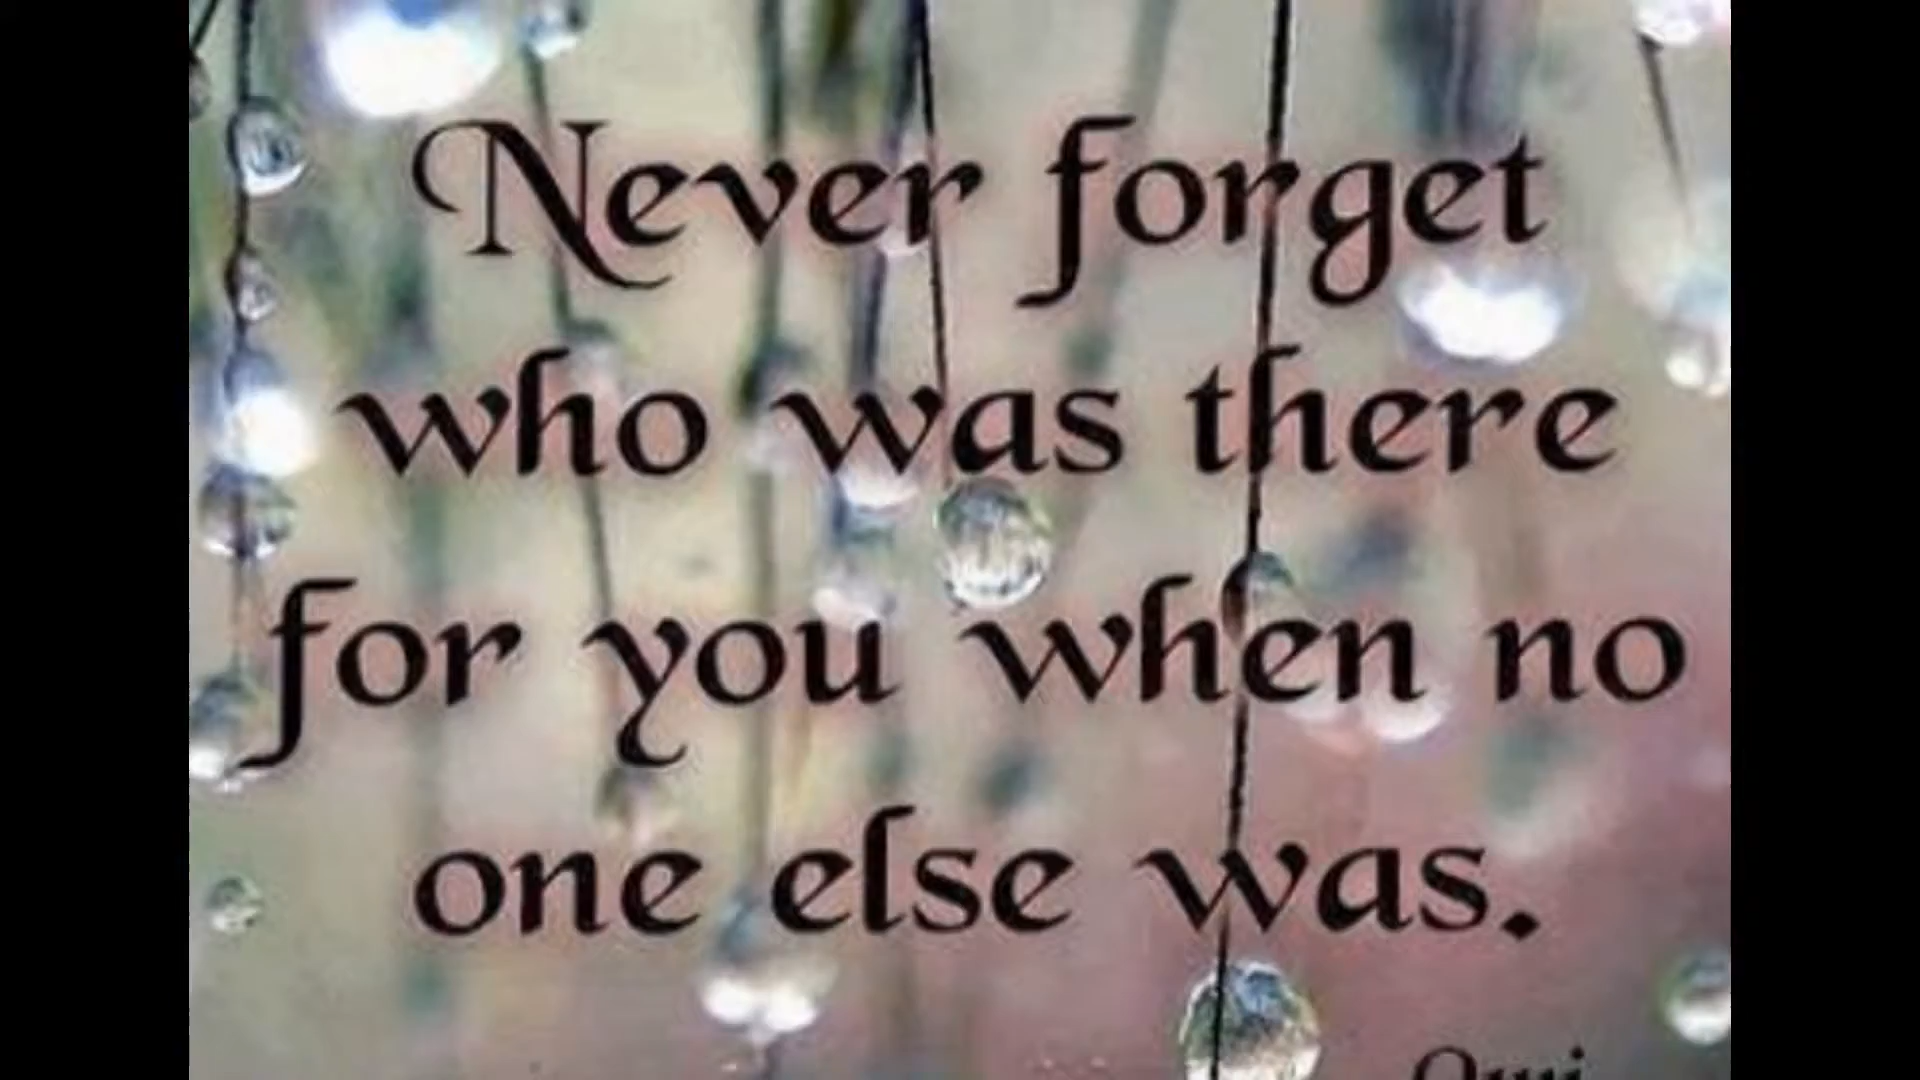 Never forget
who was there
for you when no
one else was.